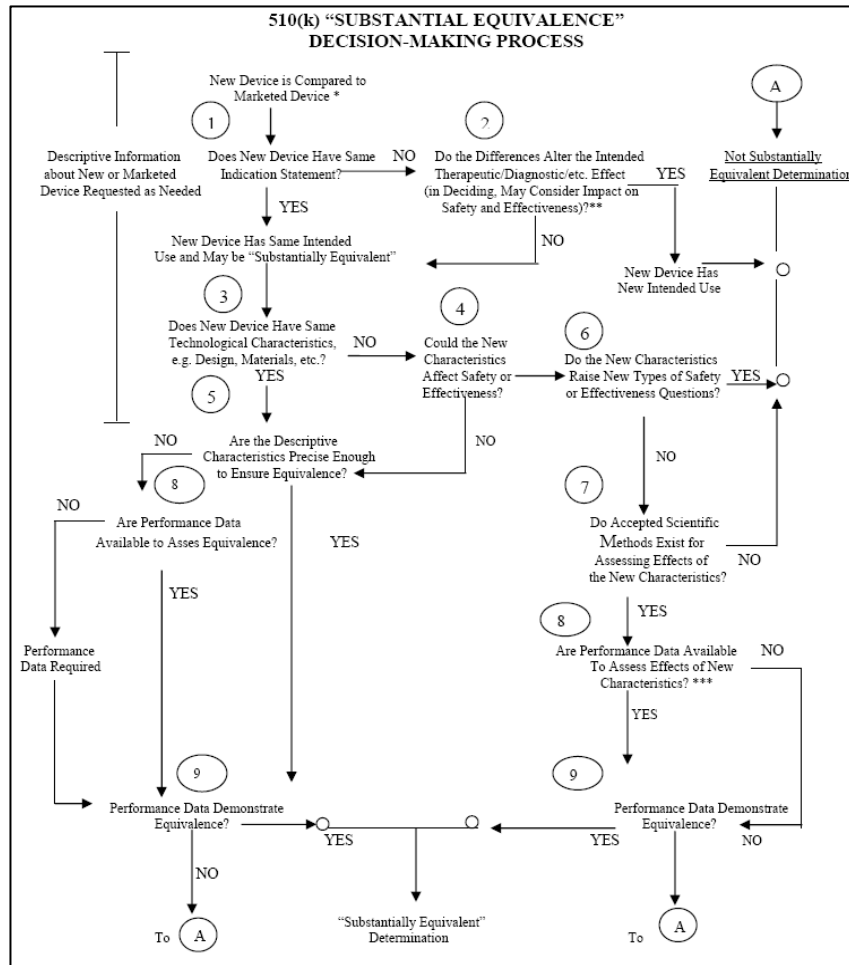 510(k) “SUBSTANTIAL EQUIVALENCE”
DECISION-MAKING PROCESS
New Device is Compared to
Marketed Device *
A
1
2
Descriptive Information
about New or Marketed
Device Requested as Needed
Does New Device Have Same
Indication Statement?
NO
Do the Differences Alter the Intended
Therapeutic/Diagnostic/etc. Effect
(in Deciding, May Consider Impact on
Safety and Effectiveness)?**
YES
Not Substantially
Equivalent Determination
YES
NO
New Device Has Same Intended
Use and May be “Substantially Equivalent”
New Device Has
New Intended Use
3
4
6
Does New Device Have Same
Technological Characteristics,
e.g. Design, Materials, etc.?
NO
Could the New
Characteristics
Affect Safety or
Effectiveness?
Do the New Characteristics
Raise New Types of Safety
or Effectiveness Questions?
YES
YES
5
NO
Are the Descriptive
Characteristics Precise Enough
to Ensure Equivalence?
NO
NO
8
7
NO
Are Performance Data
Available to Asses Equivalence?
YES
Do Accepted Scientific
Methods Exist for
Assessing Effects of
the New Characteristics?
NO
YES
YES
8
Performance
Data Required
Are Performance Data Available
To Assess Effects of New
Characteristics? ***
NO
YES
9
9
Performance Data Demonstrate
Equivalence?
YES
Performance Data Demonstrate
Equivalence?
YES
NO
NO
“Substantially Equivalent”
Determination
To
A
To
A